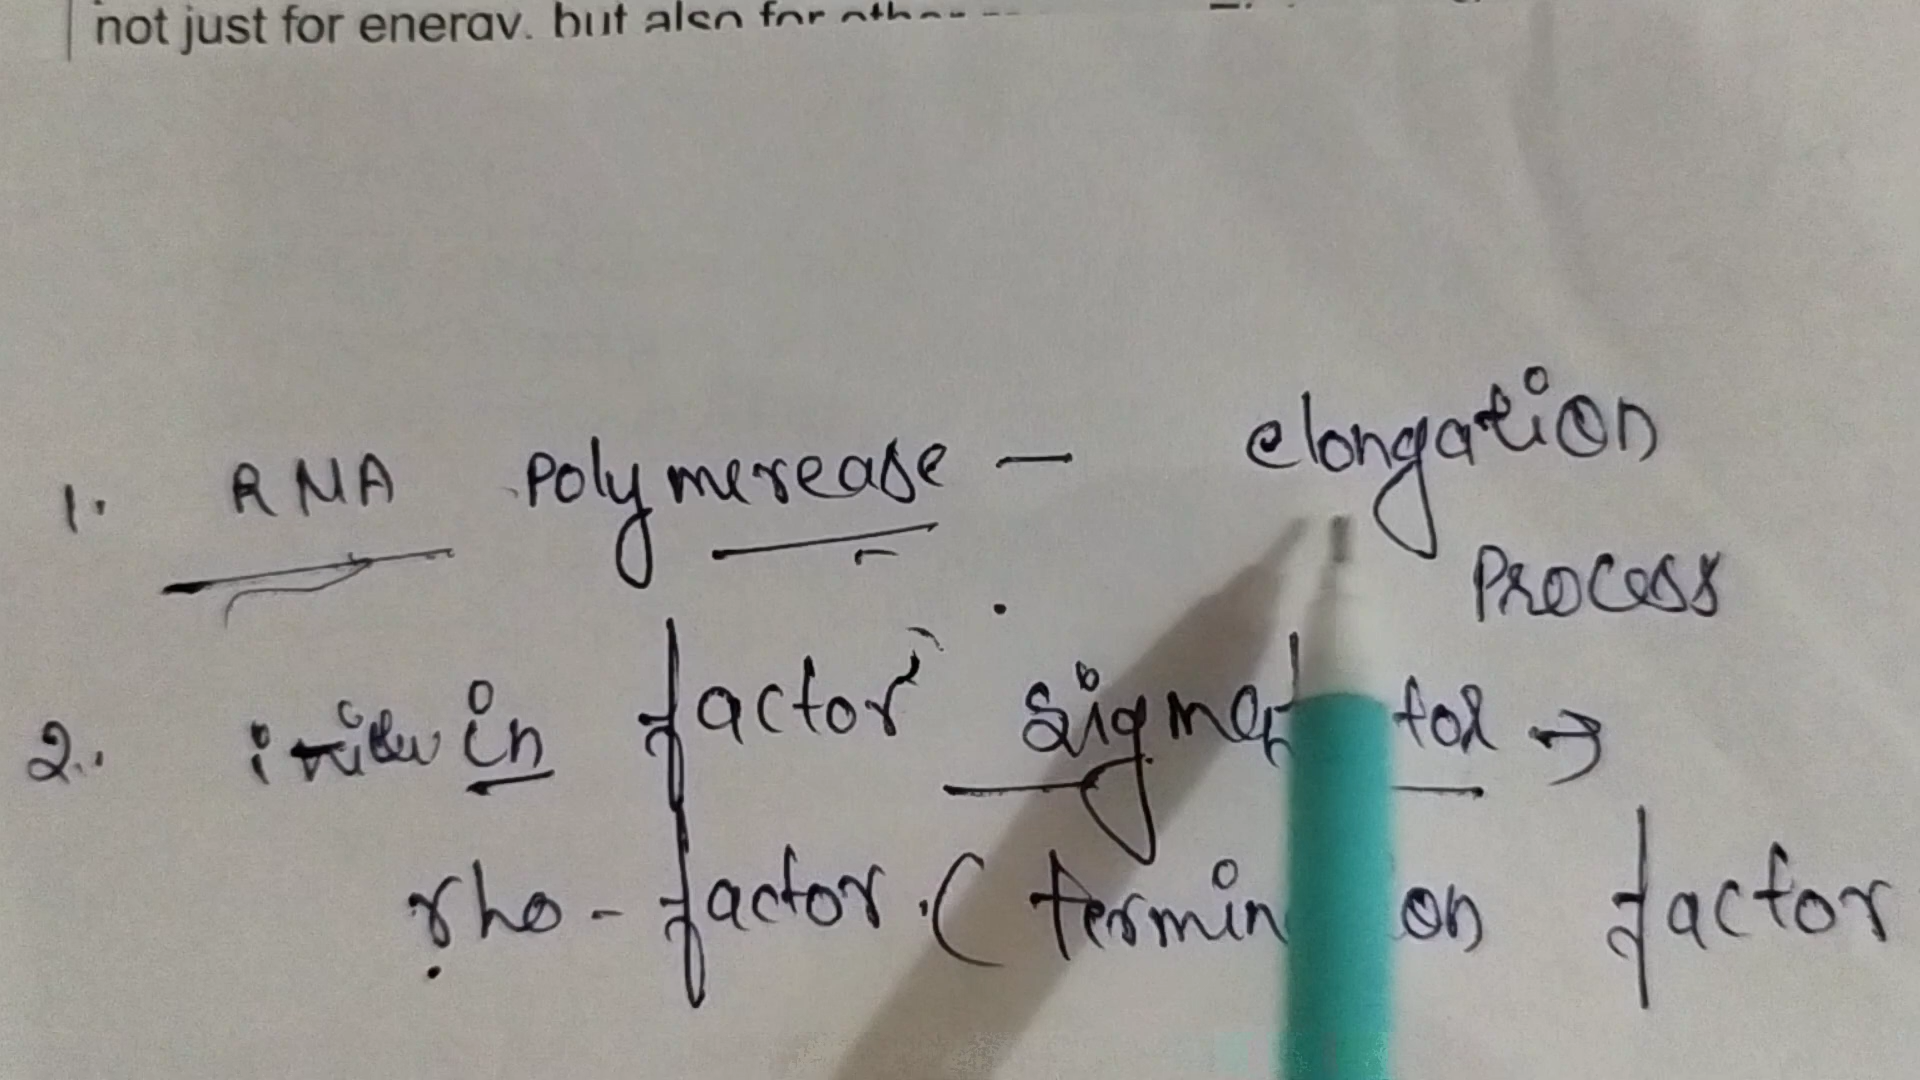 not just for energy, but also for other
1. RNA Polymerease – elongation
Process
2. in factor sigma →
rho - factor. ( termin on factor